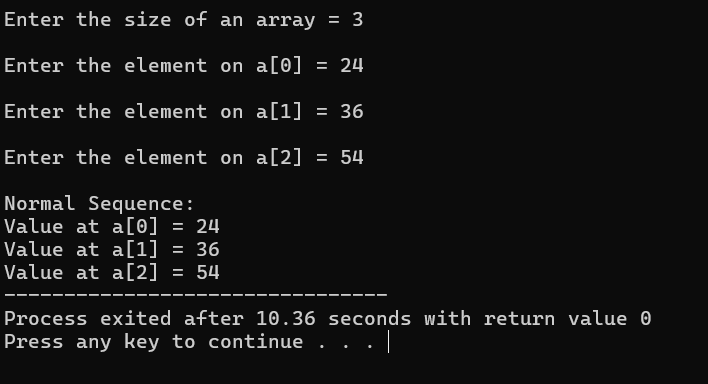 Enter the size of an array = 3
Enter the element on a[0] = 24
Enter the element on a[1] = 36
Enter the element on a[2] = 54
Normal Sequence:
Value at a[0] = 24
Value at a[1] = 36
Value at a[2] = 54
--------------------------------
Process exited after 10.36 seconds with return value 0
Press any key to continue . . .